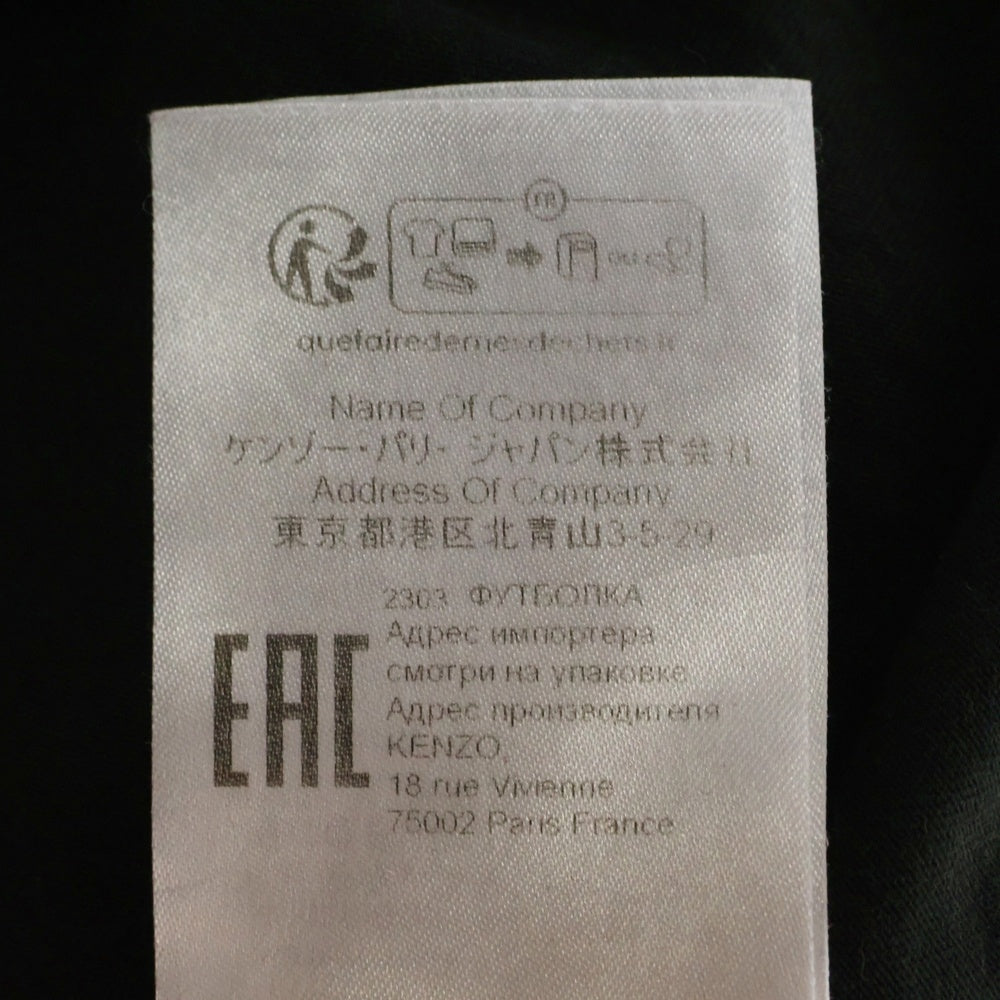 m
ou
quefairedemesdechets.fr
Name Of Company
ケンゾー・パリ・ジャパン株式会社
Address Of Company
東京都港区北青山3-5-29
2303 ФУТБОЛКА
Адрес импортера
смотри на упаковке
Адрес производителя
KENZO,
18 rue Vivienne
75002 Paris France
EAC